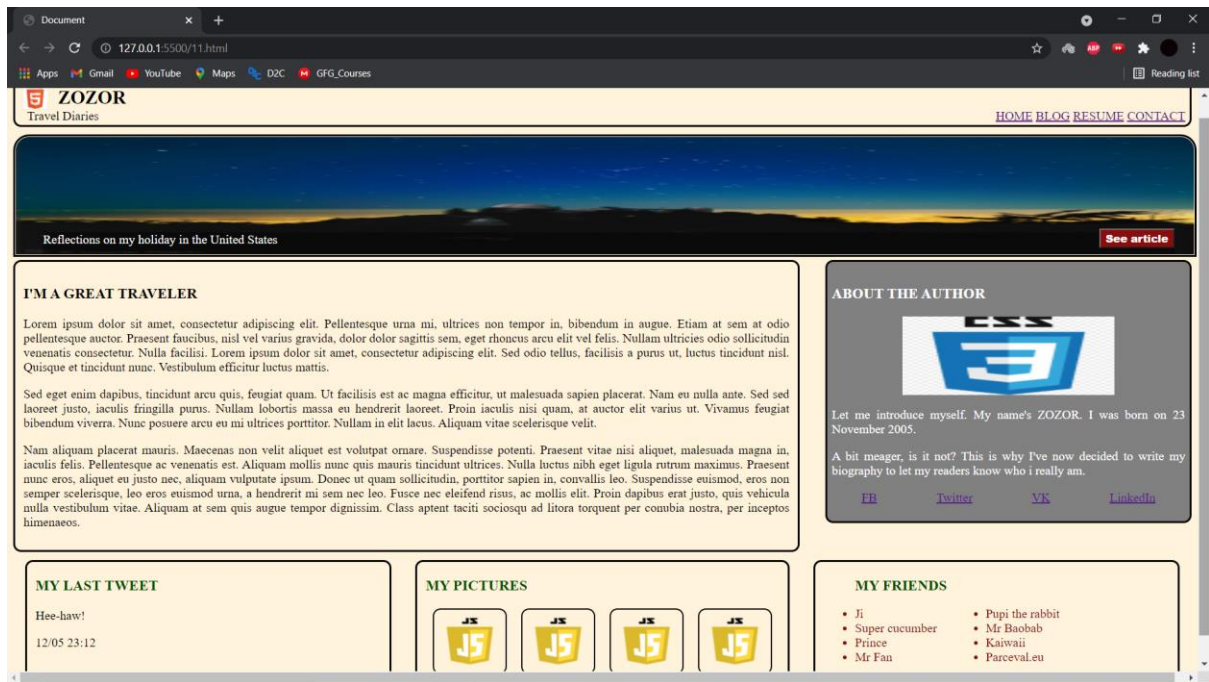 Document
127.0.0.1:5500/11.html
ABP
Apps Gmail YouTube Maps D2C GFG_Courses Reading list
5 ZOZOR
Travel Diaries
HOME BLOG RESUME CONTACT
Reflections on my holiday in the United States
See article
I'M A GREAT TRAVELER
Lorem ipsum dolor sit amet, consectetur adipiscing elit. Pellentesque urna mi, ultrices non tempor in, bibendum in augue. Etiam at sem at odio
pellentesque auctor. Praesent faucibus, nisl vel varius gravida, dolor dolor sagittis sem, eget rhoncus arcu elit vel felis. Nullam ultricies odio sollicitudin
venenatis consectetur. Nulla facilisi. Lorem ipsum dolor sit amet, consectetur adipiscing elit. Sed odio tellus, facilisis a purus ut, luctus tincidunt nisl.
Quisque et tincidunt nunc. Vestibulum efficitur luctus mattis.
Sed eget enim dapibus, tincidunt arcu quis, feugiat quam. Ut facilisis est ac magna efficitur, ut malesuada sapien placerat. Nam eu nulla ante. Sed sed
laoreet justo, iaculis fringilla purus. Nullam lobortis massa eu hendrerit laoreet. Proin iaculis nisi quam, at auctor elit varius ut. Vivamus feugiat
bibendum viverra. Nunc posuere arcu eu mi ultrices porttitor. Nullam in elit lacus. Aliquam vitae scelerisque velit.
Nam aliquam placerat mauris. Maecenas non velit aliquet est volutpat ornare. Suspendisse potenti. Praesent vitae nisi aliquet, malesuada magna in,
iaculis felis. Pellentesque ac venenatis est. Aliquam mollis nunc quis mauris tincidunt ultrices. Nulla luctus nibh eget ligula rutrum maximus. Praesent
nunc eros, aliquet eu justo nec, aliquam vulputate ipsum. Donec ut quam sollicitudin, porttitor sapien in, convallis leo. Suspendisse euismod, eros non
semper scelerisque, leo eros euismod urna, a hendrerit mi sem nec leo. Fusce nec eleifend risus, ac mollis elit. Proin dapibus erat justo, quis vehicula
nulla vestibulum vitae. Aliquam at sem quis augue tempor dignissim. Class aptent taciti sociosqu ad litora torquent per conubia nostra, per inceptos
himenaeos.
ABOUT THE AUTHOR
CSS
3
Let me introduce myself. My name's ZOZOR. I was born on 23
November 2005.
A bit meager, is it not? This is why I've now decided to write my
biography to let my readers know who i really am.
FB Twitter VK LinkedIn
MY LAST TWEET
Hee-haw!
12/05 23:12
MY PICTURES
JS JS JS JS
JS JS JS JS
MY FRIENDS
• Ji
• Super cucumber
• Prince
• Mr Fan
• Pupi the rabbit
• Mr Baobab
• Kaiwaii
• Parceval.eu